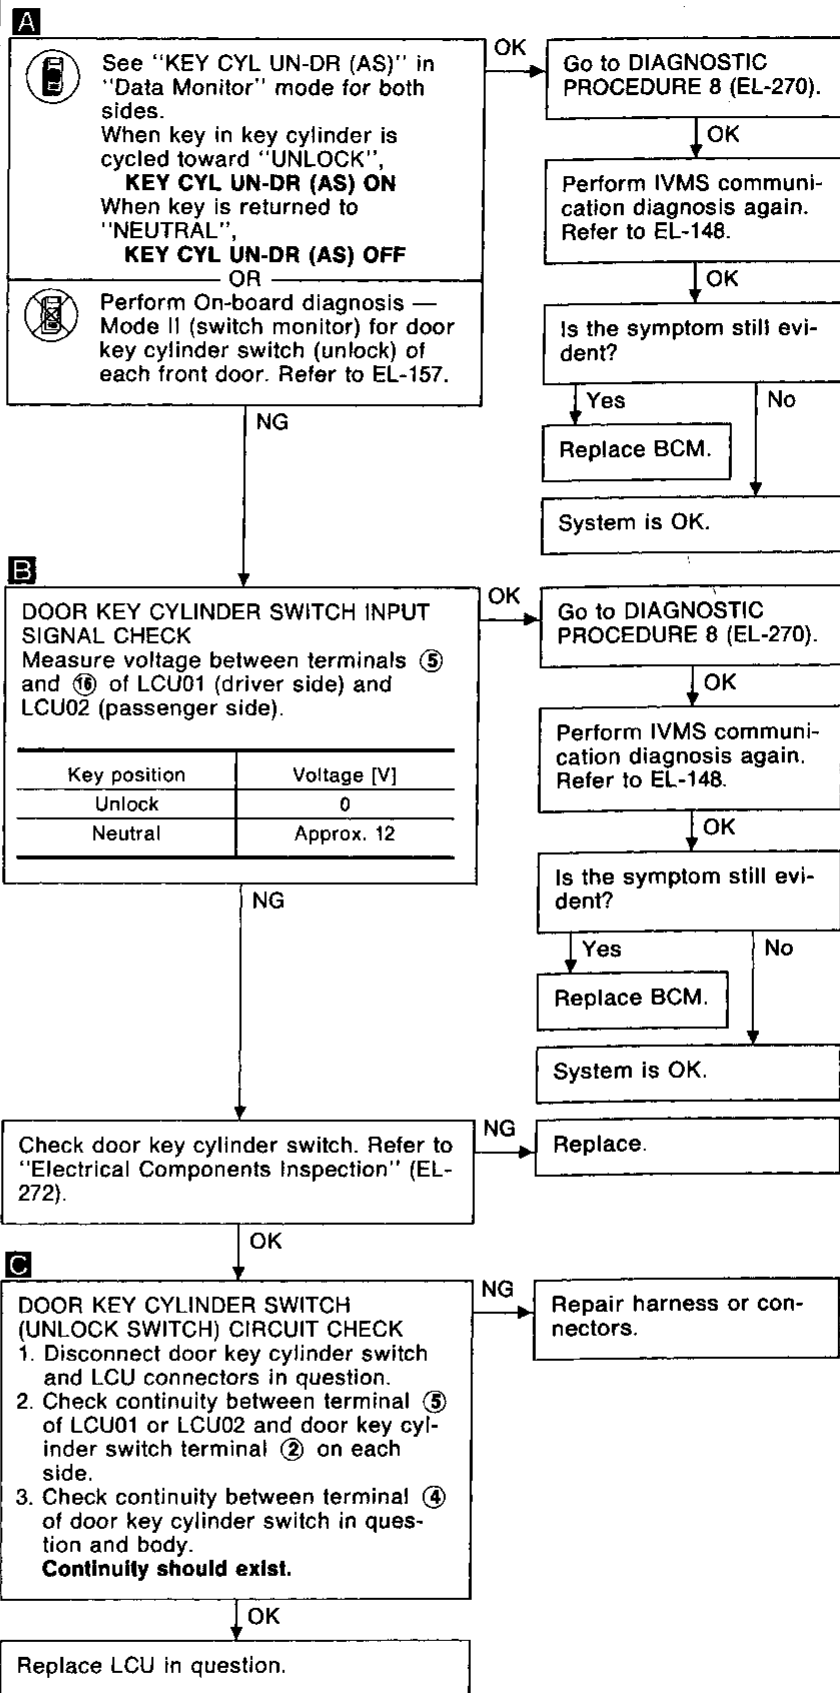 A
See "KEY CYL UN-DR (AS)" in
"Data Monitor" mode for both
sides.
When key in key cylinder is
cycled toward "UNLOCK",
KEY CYL UN-DR (AS) ON
When key is returned to
"NEUTRAL",
KEY CYL UN-DR (AS) OFF
OR
Perform On-board diagnosis —
Mode II (switch monitor) for door
key cylinder switch (unlock) of
each front door. Refer to EL-157.
OK
Go to DIAGNOSTIC
PROCEDURE 8 (EL-270).
OK
Perform IVMS communi-
cation diagnosis again.
Refer to EL-148.
OK
Is the symptom still evi-
dent?
Yes
No
Replace BCM.
System is OK.
NG
B
DOOR KEY CYLINDER SWITCH INPUT
SIGNAL CHECK
Measure voltage between terminals ⑤
and ⑯ of LCU01 (driver side) and
LCU02 (passenger side).
Key position Voltage [V]
Unlock 0
Neutral Approx. 12
OK
Go to DIAGNOSTIC
PROCEDURE 8 (EL-270).
OK
Perform IVMS communi-
cation diagnosis again.
Refer to EL-148.
OK
Is the symptom still evi-
dent?
Yes
No
Replace BCM.
System is OK.
NG
Check door key cylinder switch. Refer to
"Electrical Components Inspection" (EL-
272).
NG
Replace.
OK
C
DOOR KEY CYLINDER SWITCH
(UNLOCK SWITCH) CIRCUIT CHECK
1. Disconnect door key cylinder switch
and LCU connectors in question.
2. Check continuity between terminal ⑤
of LCU01 or LCU02 and door key cyl-
inder switch terminal ② on each
side.
3. Check continuity between terminal ④
of door key cylinder switch in ques-
tion and body.
Continuity should exist.
NG
Repair harness or con-
nectors.
OK
Replace LCU in question.